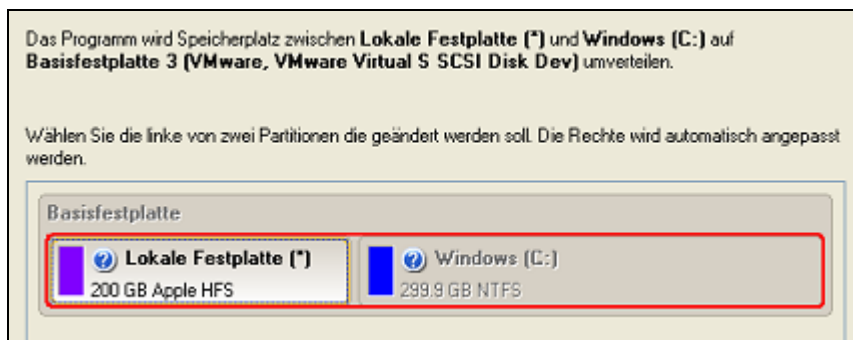 Das Programm wird Speicherplatz zwischen Lokale Festplatte (*) und Windows (C:) auf
Basisfestplatte 3 (VMware, VMware Virtual S SCSI Disk Dev) umverteilen.
Wählen Sie die linke von zwei Partitionen die geändert werden soll. Die Rechte wird automatisch angepasst
werden.
Basisfestplatte
Lokale Festplatte (*)
200 GB Apple HFS
Windows (C:)
299.9 GB NTFS